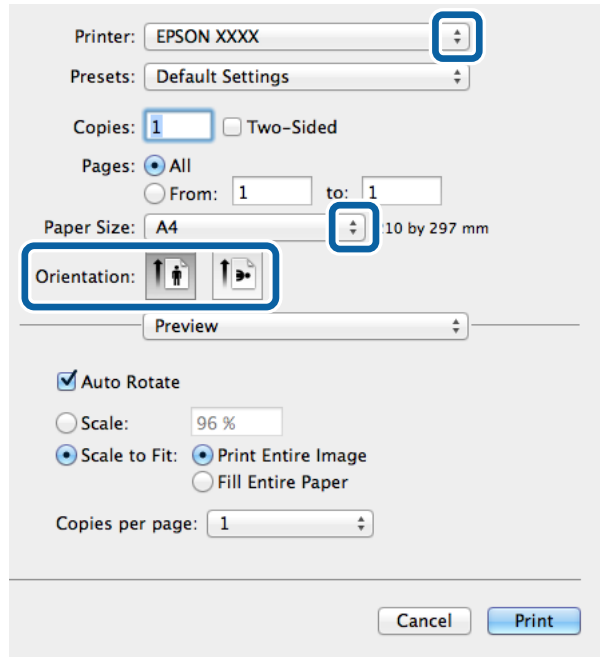 Printer: EPSON XXXX
Presets: Default Settings
Copies: 1 Two-Sided
Pages: All
From: 1 to: 1
Paper Size: A4 10 by 297 mm
Orientation:
Preview
Auto Rotate
Scale: 96 %
Scale to Fit: Print Entire Image
Fill Entire Paper
Copies per page: 1
Cancel Print